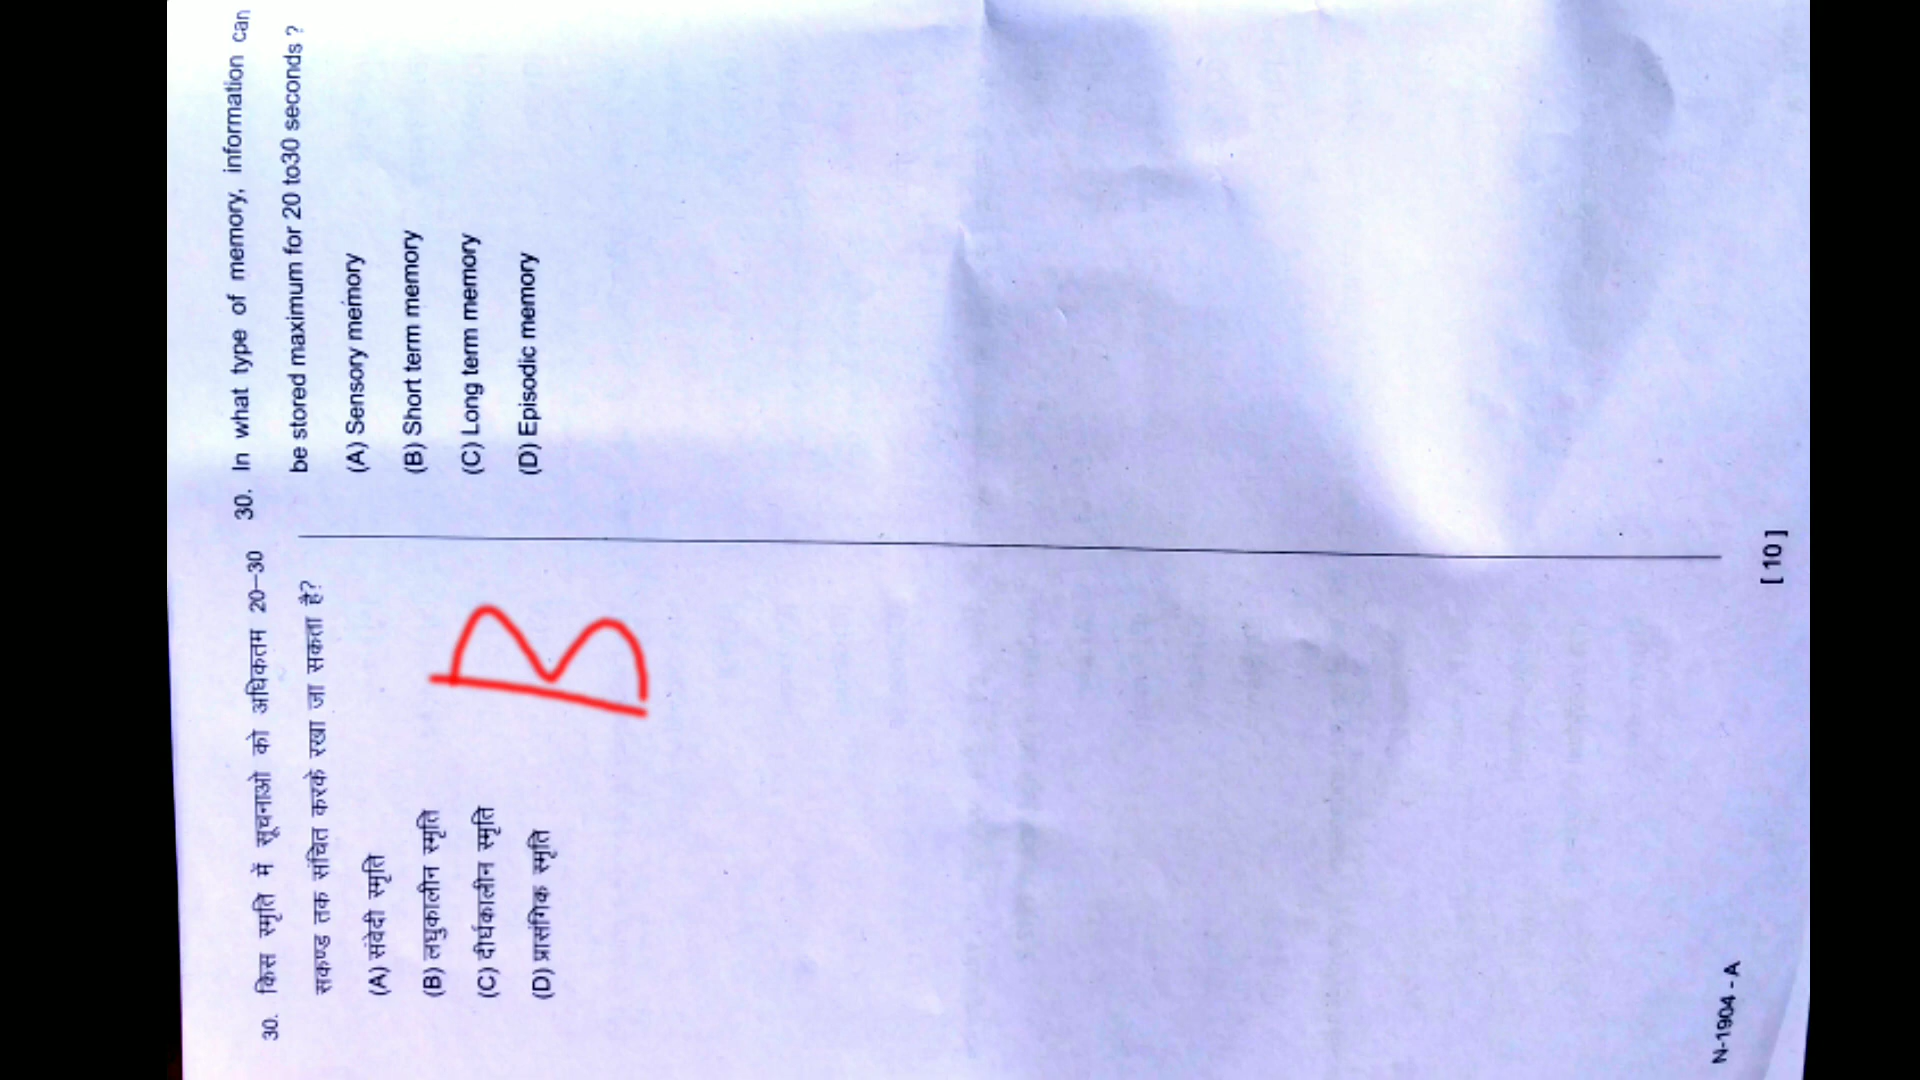 30. किस स्मृति में सूचनाओ को अधिकतम 20–30
सकण्ड तक संचित करके रखा जा सकता है?
(A) संवेदी स्मृति
(B) लघुकालीन स्मृति
(C) दीर्घकालीन स्मृति
(D) प्रासंगिक स्मृति
B
30. In what type of memory, information can
be stored maximum for 20 to30 seconds ?
(A) Sensory memory
(B) Short term memory
(C) Long term memory
(D) Episodic memory
N-1904 - A
[ 10 ]